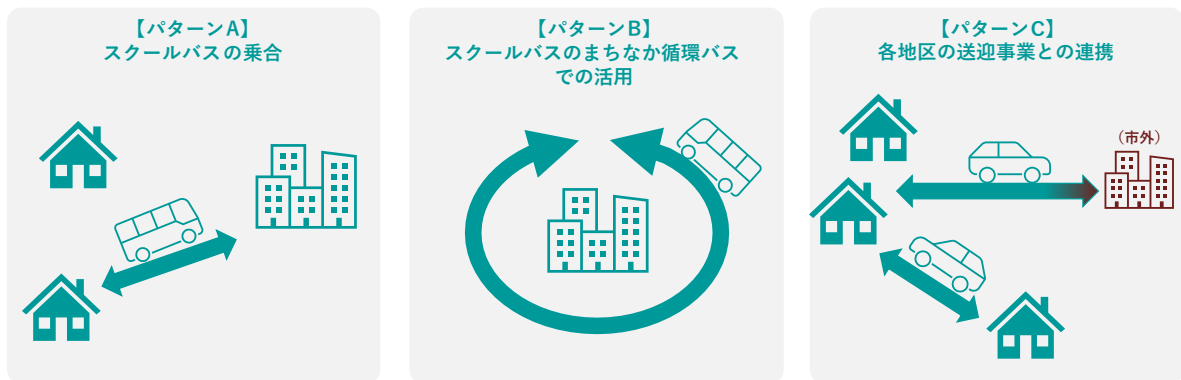 【パターンA】
スクールバスの乗合
【パターンB】
スクールバスのまちなか循環バス
での活用
【パターンC】
各地区の送迎事業との連携
（市外）